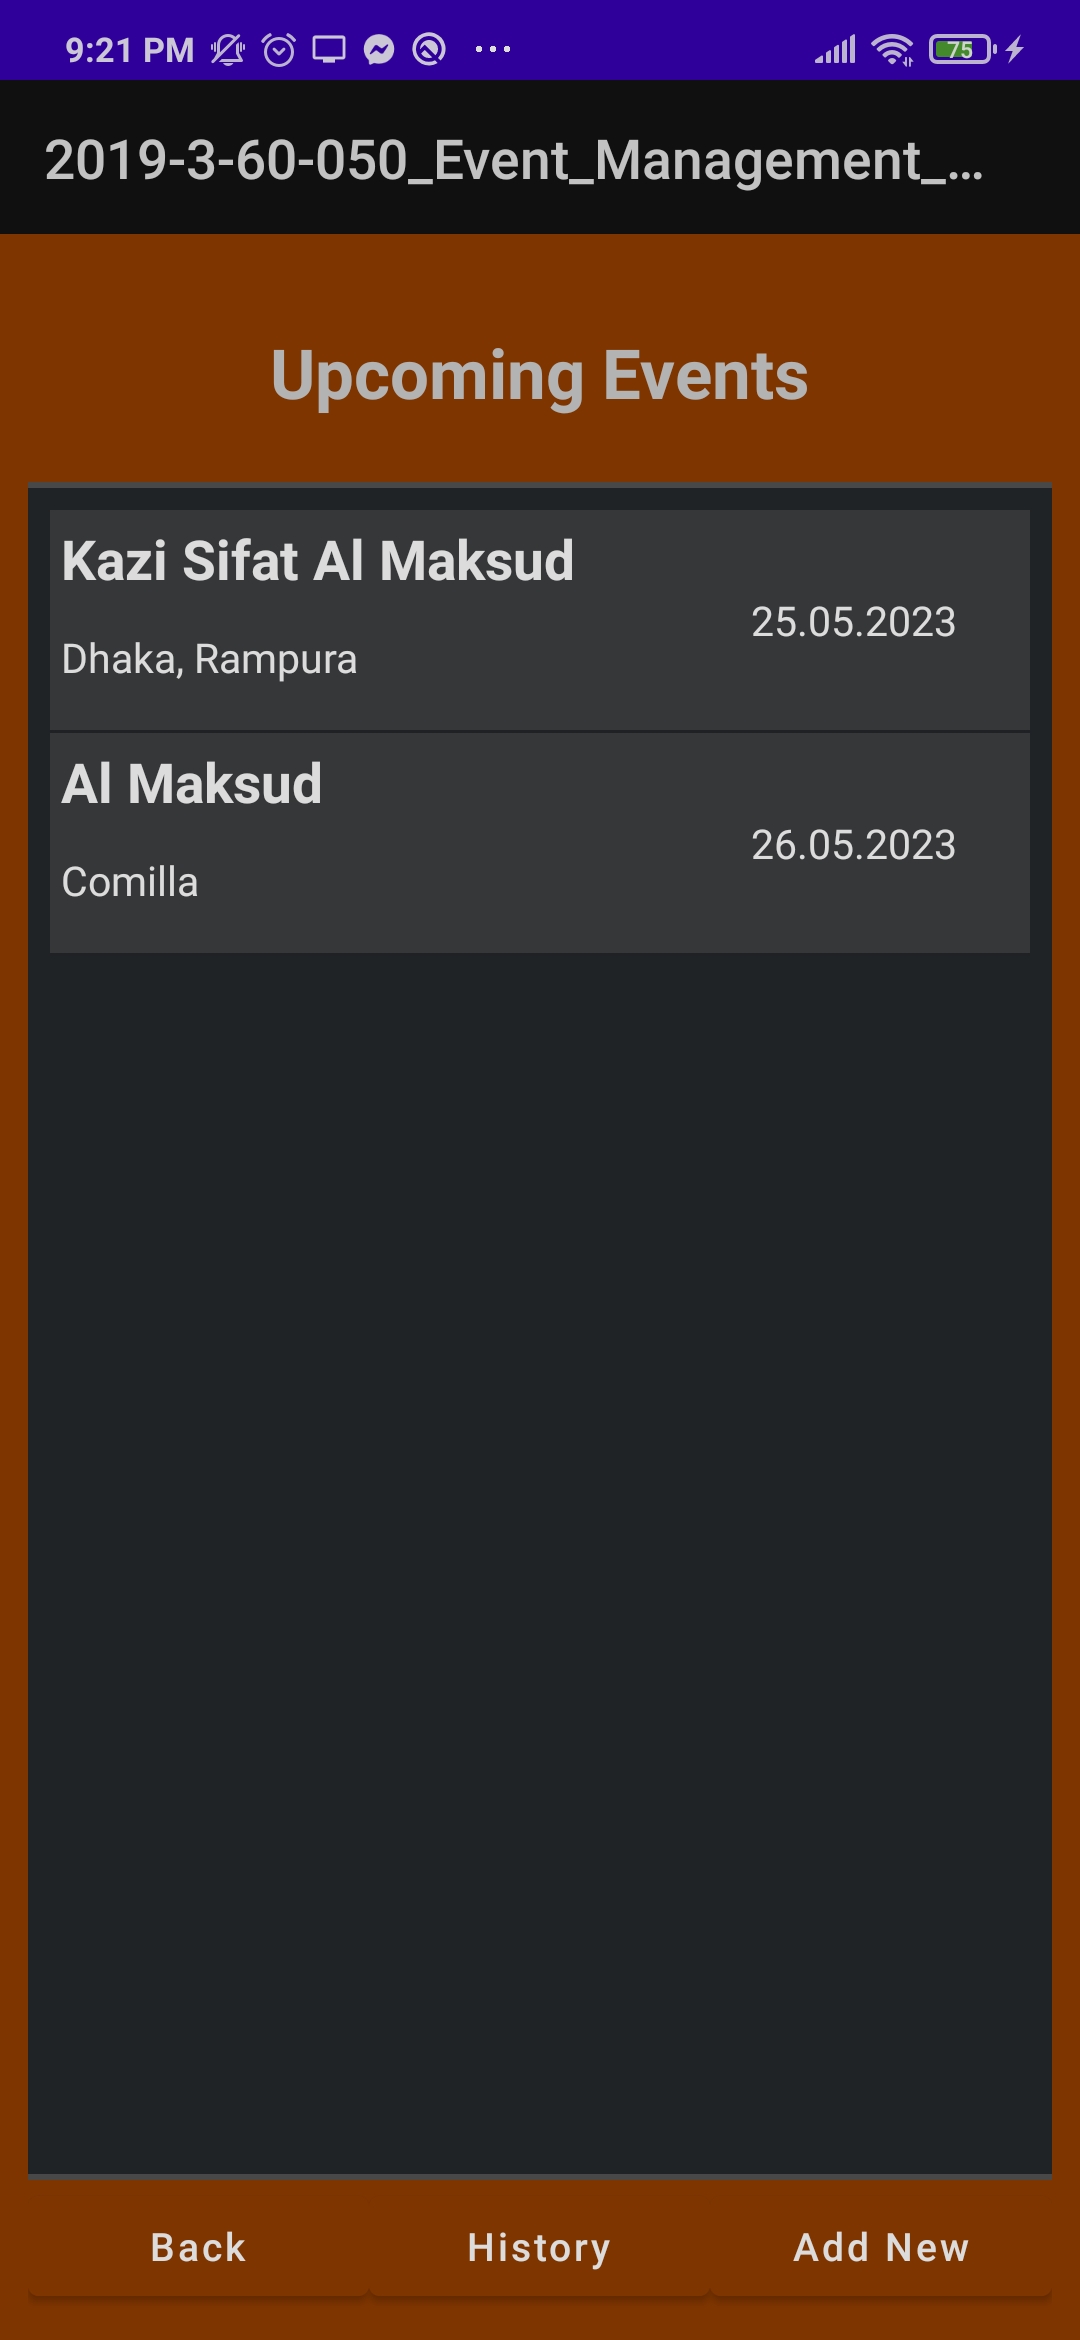 9:21 PM
75
2019-3-60-050_Event_Management_...
Upcoming Events
Kazi Sifat Al Maksud
25.05.2023
Dhaka, Rampura
Al Maksud
26.05.2023
Comilla
Back History Add New